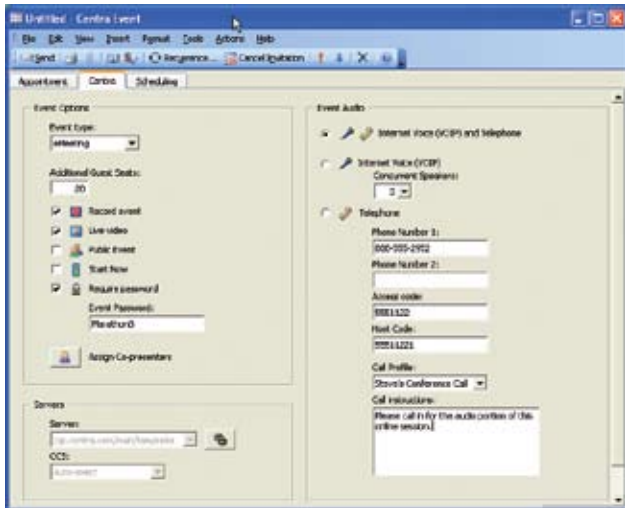 Untitled - Centra Event
File Edit View Insert Format Tools Actions Help
Send Recurrence... Cancel Invitation
Appointment Centra Scheduling
Event Options
Event type:
eMeeting
Additional Guest Seats:
20
Record event
Live video
Public Event
Start Now
Require password
Event Password:
Marathon8
Assign Co-presenters
Servers
Server:
CCS:
Auto-select
Event Audio
Internet Voice (VOIP) and Telephone
Internet Voice (VOIP)
Concurrent Speakers:
3
Telephone
Phone Number 1:
800-555-2952
Phone Number 2:
Access code:
Host Code:
Call Profile:
Steve's Conference Call
Call Instructions:
Please call in for the audio portion of this
online session.